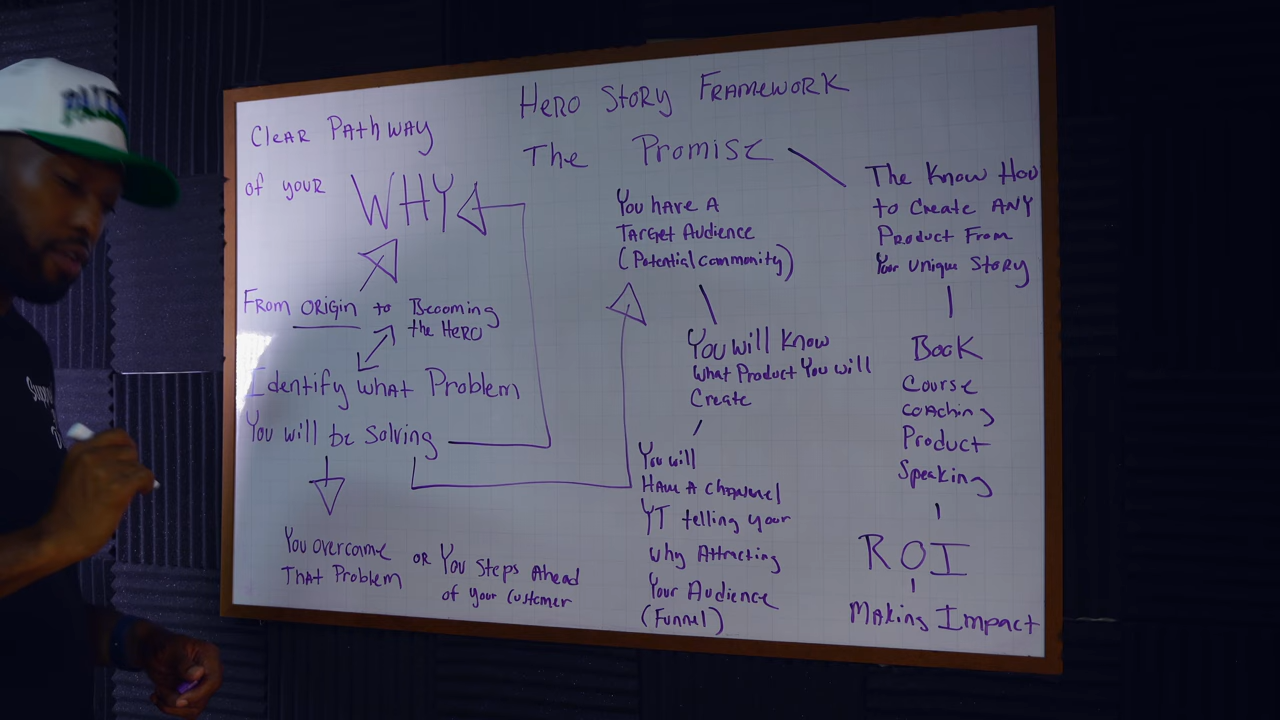 Hero Story Framework
Clear Pathway
of your WHY
The Promise
From ORIGIN to Becoming
the Hero
Identify what Problem
You will be solving
You overcame
That Problem
OR You Steps Ahead
of your Customer
You have A
Target Audience
(Potential community)
You will Know
what Product You will
Create
You will
Have A channel
YT telling your
why Attracting
Your Audience
(Funnel)
The Know How
to Create ANY
Product From
Your unique Story
Book
Course
coaching
Product
Speaking
ROI
Making Impact